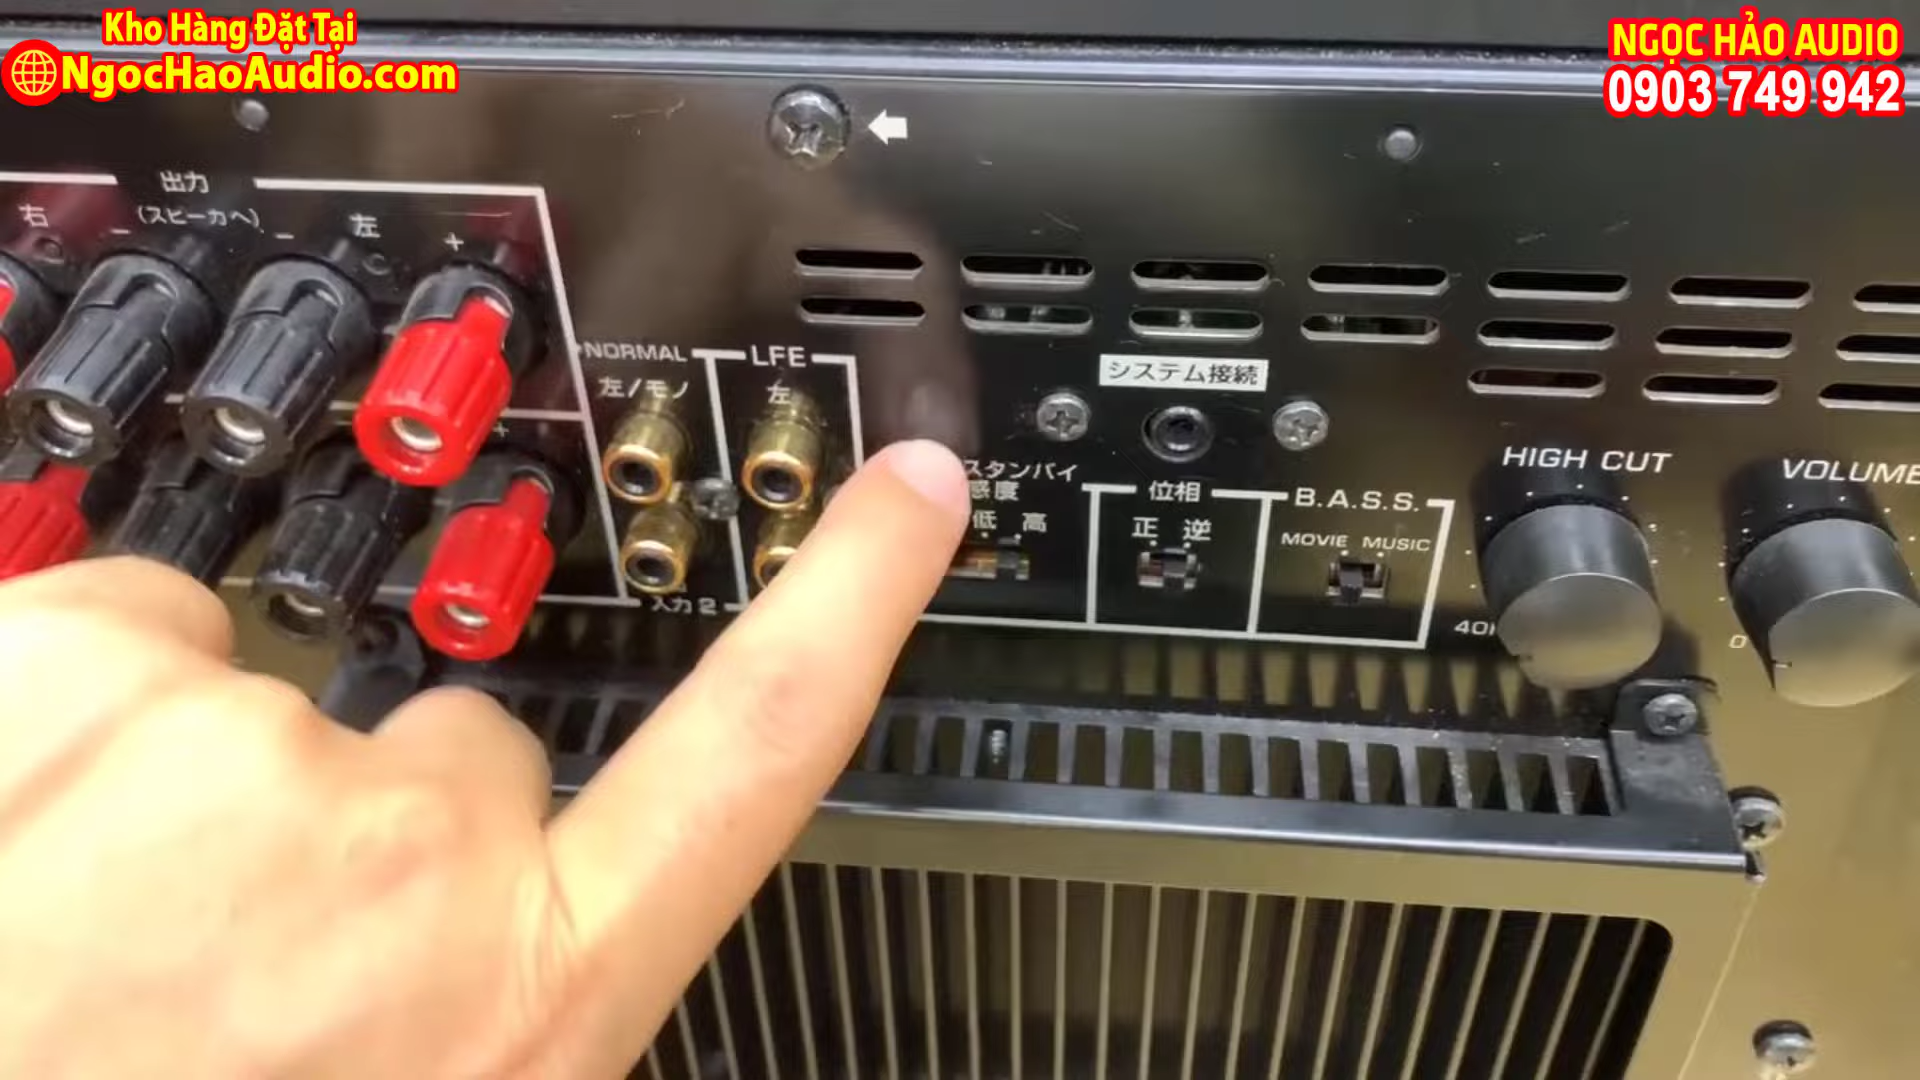 Kho Hàng Đặt Tại
NgocHaoAudio.com
NGỌC HẢO AUDIO
0903 749 942
出力
(スピーカへ)
右
− 左 +
−
NORMAL
LFE
左/モノ
左
入力 2
+
システム接続
スタンバイ
感度
低 高
位相
正 逆
B.A.S.S.
MOVIE MUSIC
HIGH CUT
VOLUME
40
0